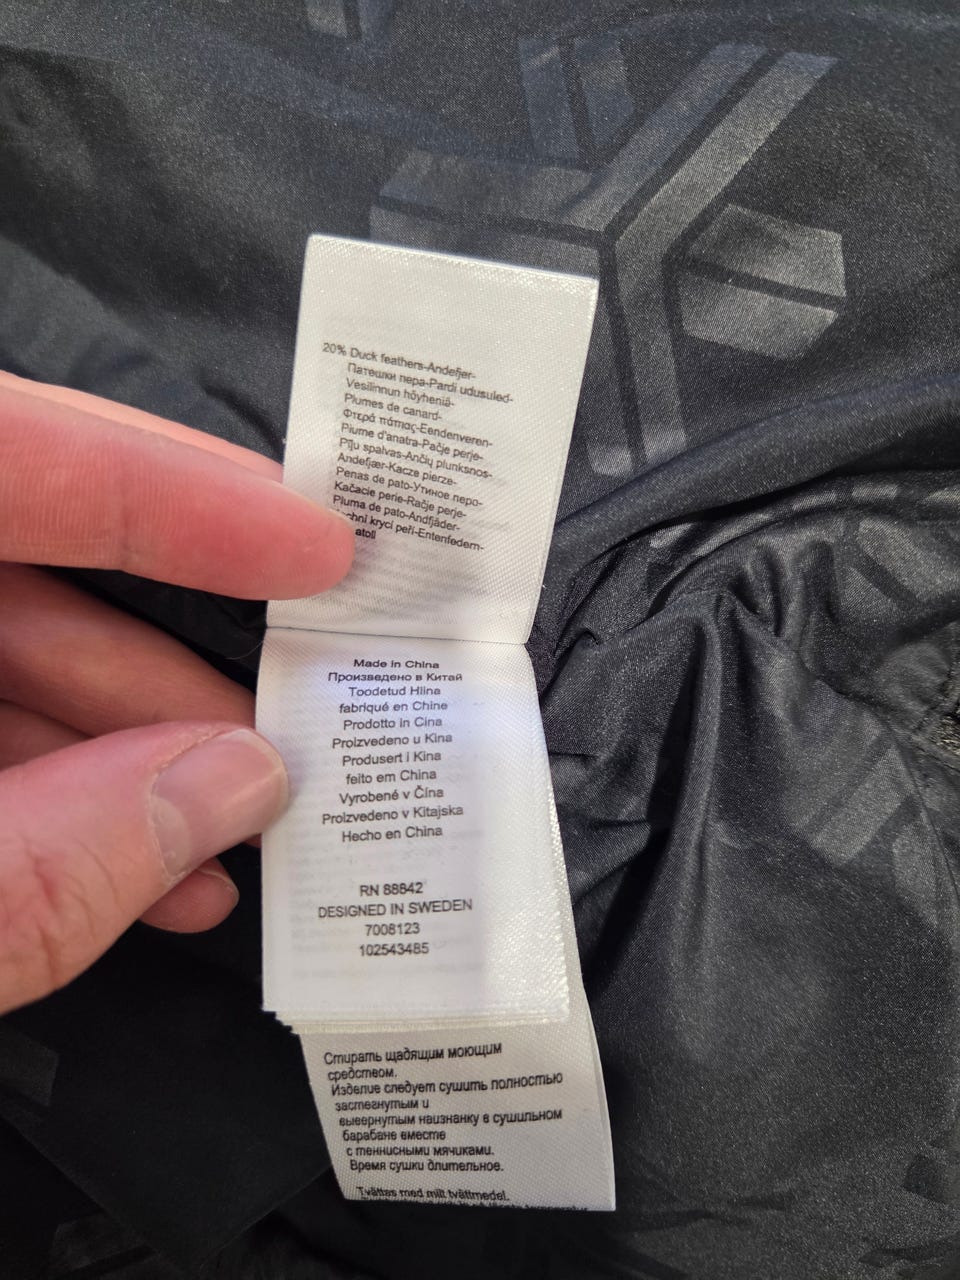 20% Duck feathers-Andefjer-
Патешки пера-Pardi udusuled-
Vesilinnun höyheniä-
Plumes de canard-
Φτερά πάπιας-Eendenveren-
Piume d'anatra-Pačje perje-
Pīļu spalvas-Ančių plunksnos-
Andefjær-Kacze pierze-
Penas de pato-Утиное перо-
Kačacie perie-Račje perje-
Pluma de pato-Andfjäder-
krycí peří-Entenfedern-
Made in China
Произведено в Китай
Toodetud Hiina
fabriqué en Chine
Prodotto in Cina
Proizvedeno u Kina
Produsert i Kina
feito em China
Vyrobené v Čína
Proizvedeno v Kitajska
Hecho en China
RN 88842
DESIGNED IN SWEDEN
7008123
102543485
Стирать щадящим моющим
средством.
Изделие следует сушить полностью
застегнутым и
вывернутым наизнанку в сушильном
барабане вместе
с теннисными мячиками.
Время сушки длительное.
Tvättas med milt tvättmedel.